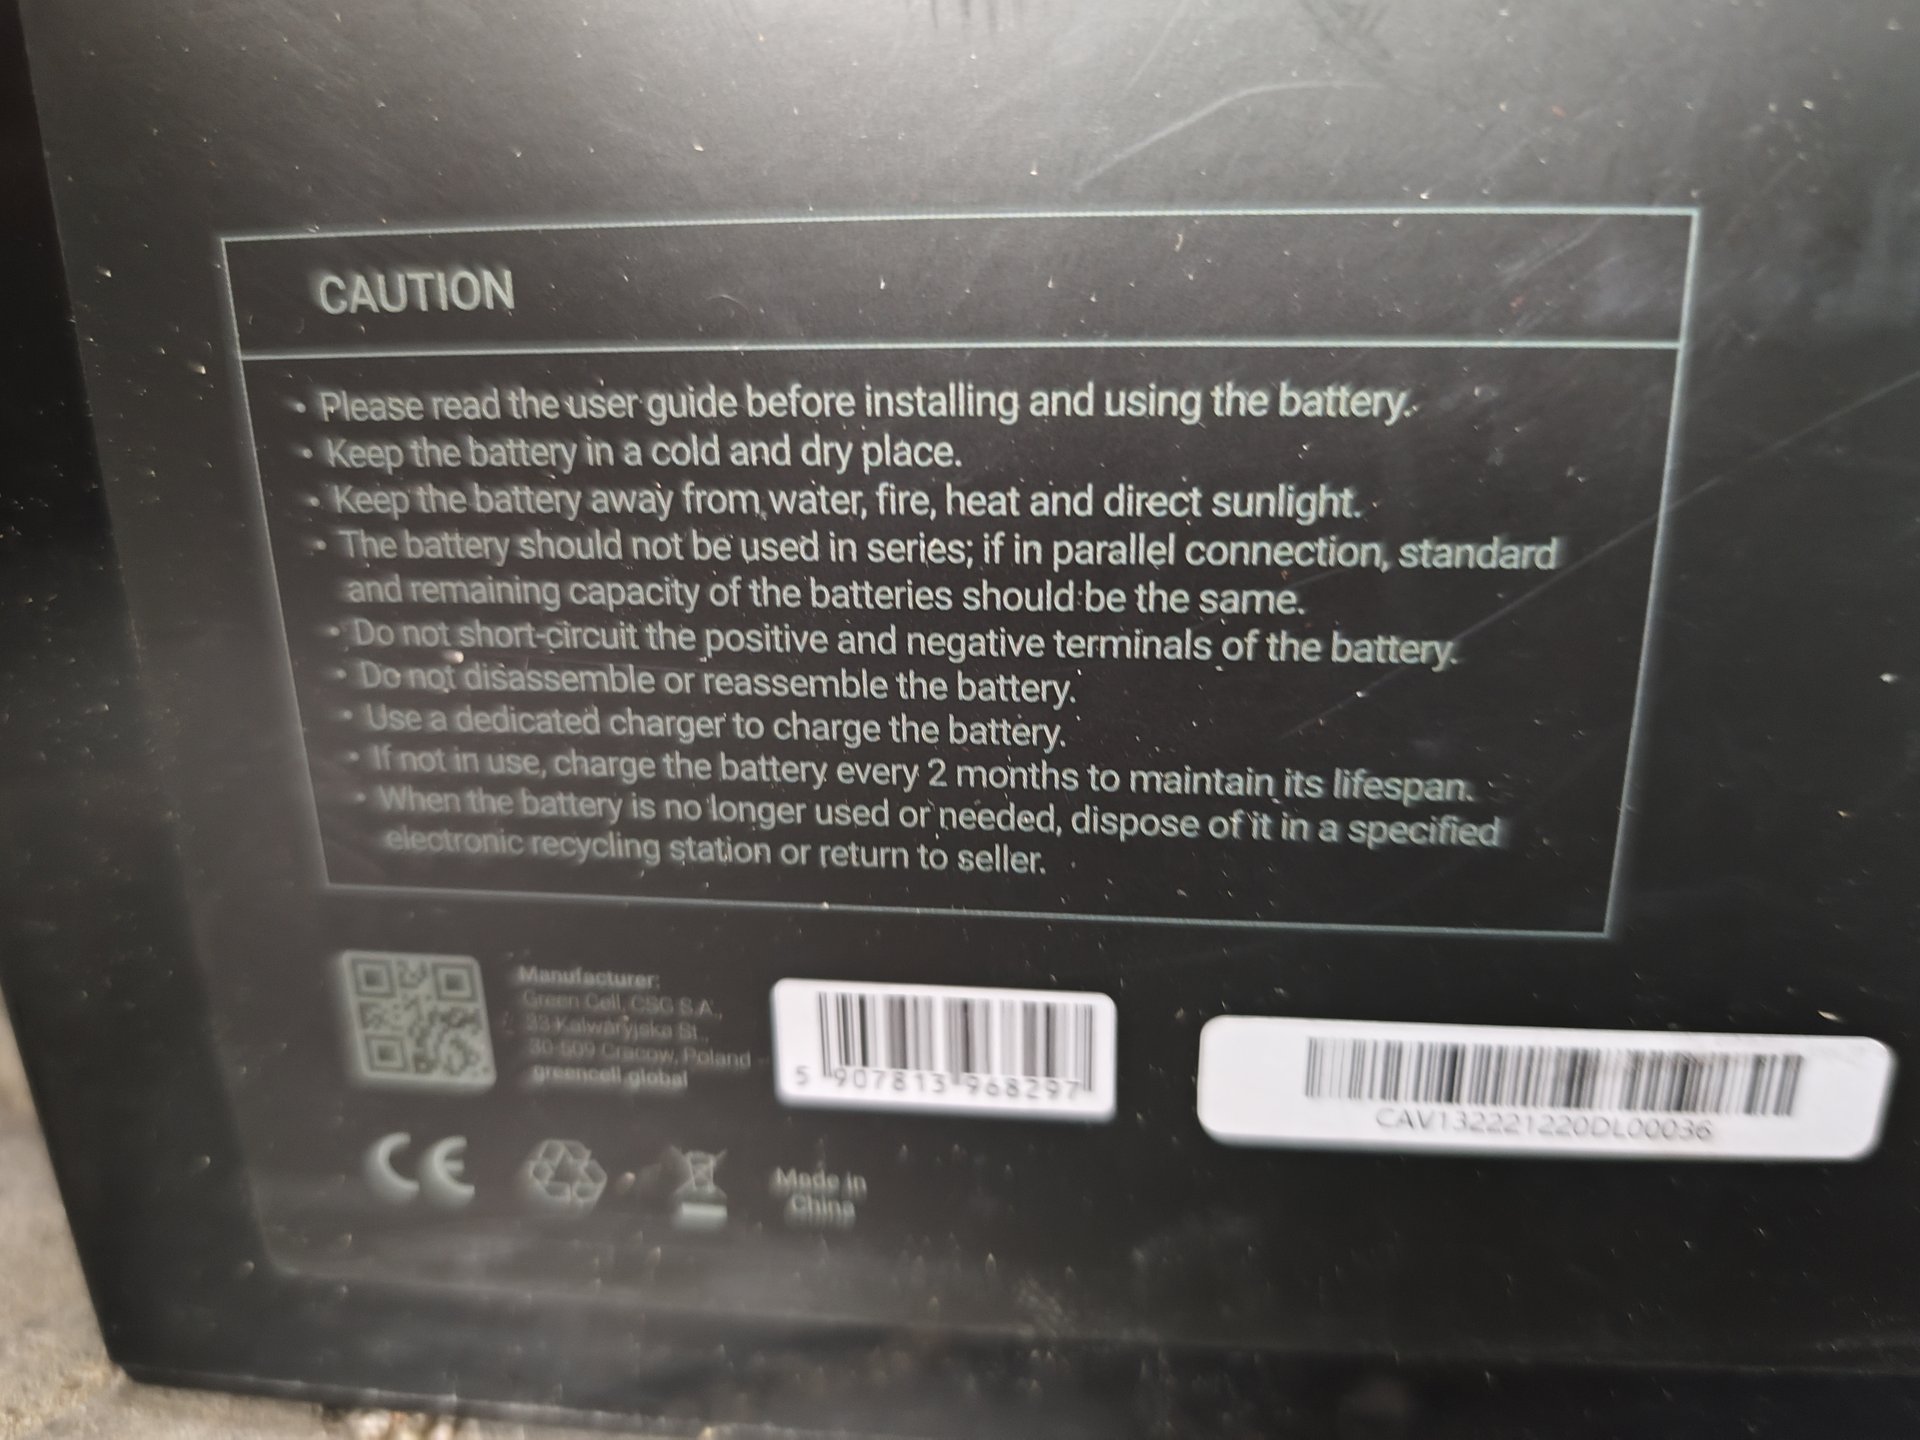 CAUTION
• Please read the user guide before installing and using the battery.
• Keep the battery in a cold and dry place.
• Keep the battery away from water, fire, heat and direct sunlight.
• The battery should not be used in series; if in parallel connection, standard
and remaining capacity of the batteries should be the same.
• Do not short-circuit the positive and negative terminals of the battery.
• Do not disassemble or reassemble the battery.
• Use a dedicated charger to charge the battery.
• If not in use, charge the battery every 2 months to maintain its lifespan.
• When the battery is no longer used or needed, dispose of it in a specified
electronic recycling station or return to seller.
Manufacturer:
Green Cell, CSG S.A.,
33 Kalwaryjska St.,
30-509 Cracow, Poland
greencell.global
5 907813 968297
CAV132221220DL00036
CE
Made in
China